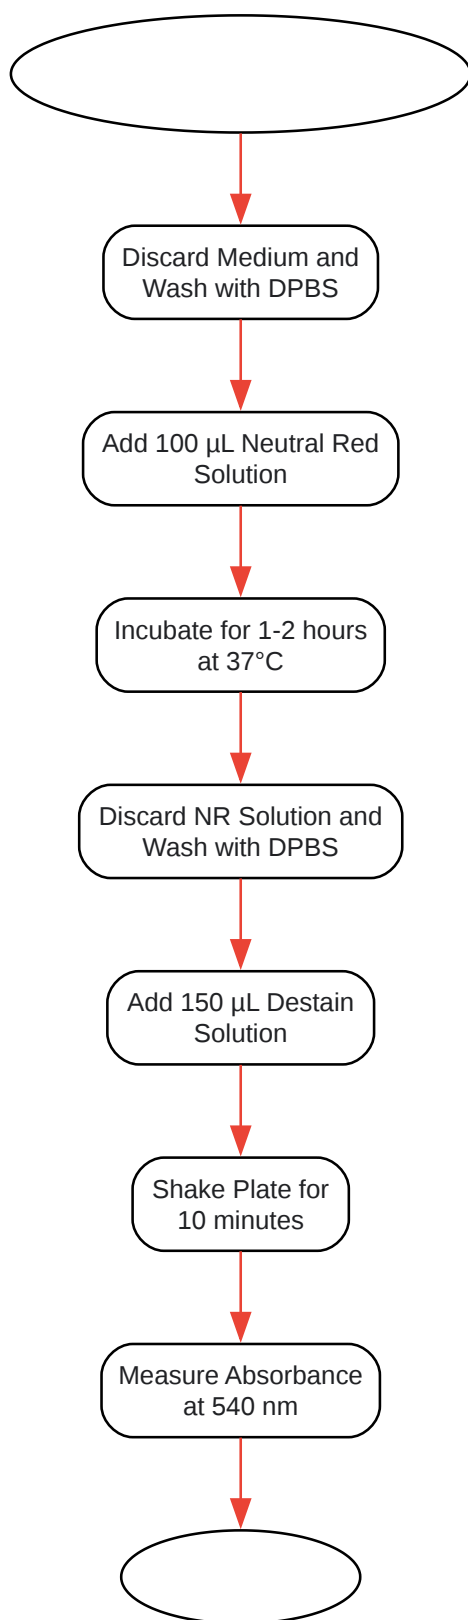 Discard Medium and
Wash with DPBS
Add 100 µL Neutral Red
Solution
Incubate for 1-2 hours
at 37°C
Discard NR Solution and
Wash with DPBS
Add 150 µL Destain
Solution
Shake Plate for
10 minutes
Measure Absorbance
at 540 nm